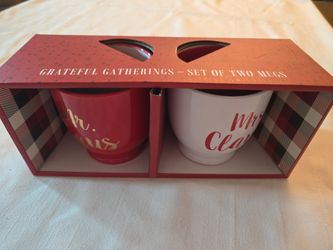 GRATEFUL GATHERINGS – SET OF TWO MUGS
Mr.
Mrs